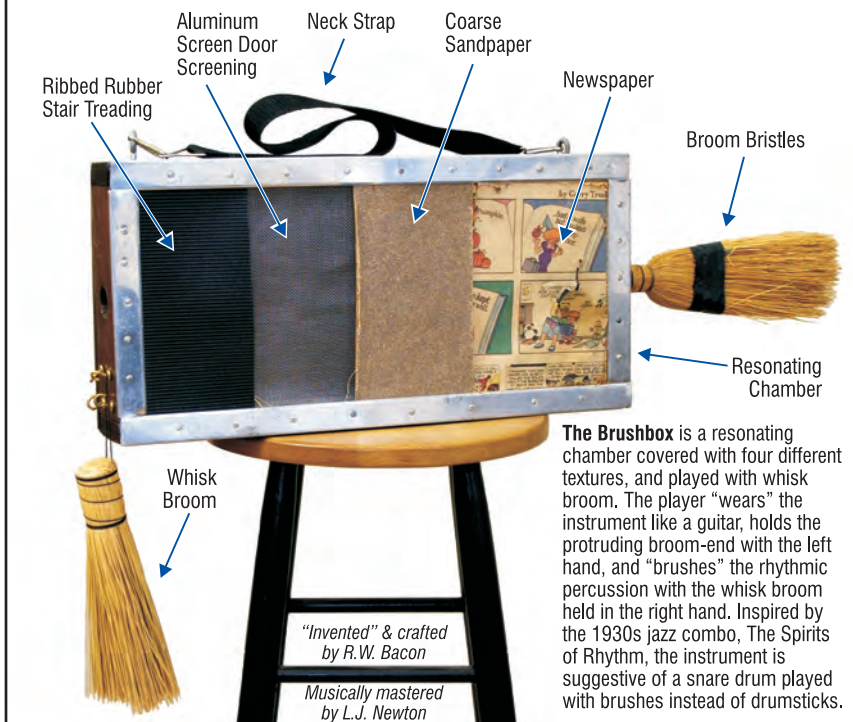 Aluminum
Screen Door
Screening
Neck Strap
Coarse
Sandpaper
Newspaper
Ribbed Rubber
Stair Treading
Broom Bristles
by Garry
Resonating
Chamber
Whisk
Broom
The Brushbox is a resonating
chamber covered with four different
textures, and played with whisk
broom. The player “wears” the
instrument like a guitar, holds the
protruding broom-end with the left
hand, and “brushes” the rhythmic
percussion with the whisk broom
held in the right hand. Inspired by
the 1930s jazz combo, The Spirits
of Rhythm, the instrument is
suggestive of a snare drum played
with brushes instead of drumsticks.
“Invented” & crafted
by R.W. Bacon
Musically mastered
by L.J. Newton